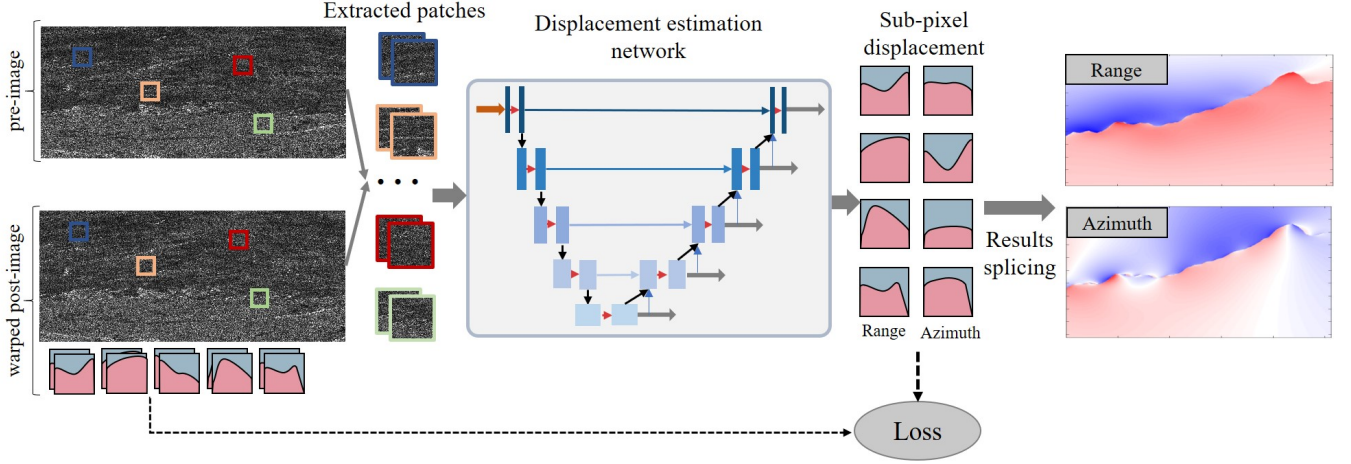 Extracted patches
Displacement estimation
network
Sub-pixel
displacement
pre-image
warped post-image
Range
Azimuth
Results
splicing
Range
Azimuth
Loss